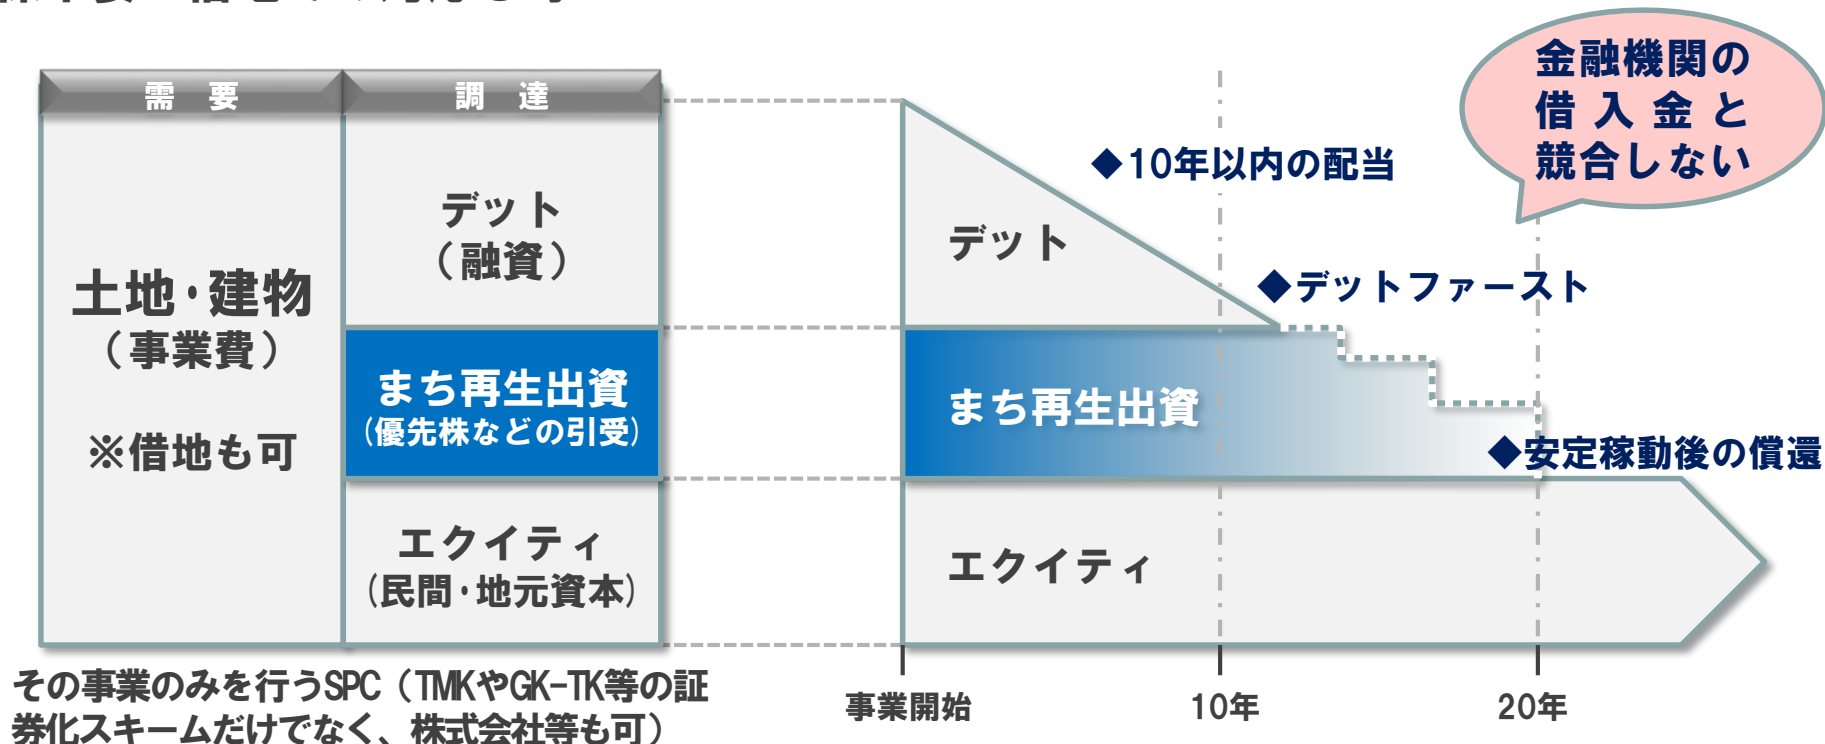 需 要
調 達
土地･建物
（事業費）
※借地も可
デット
（融資）
まち再生出資
(優先株などの引受)
エクイティ
(民間･地元資本)
その事業のみを行うSPC（TMKやGK-TK等の証
券化スキームだけでなく、株式会社等も可）
金融機関の
借入金と
競合しない
◆10年以内の配当
デット
◆デットファースト
まち再生出資
◆安定稼動後の償還
エクイティ
事業開始
10年
20年